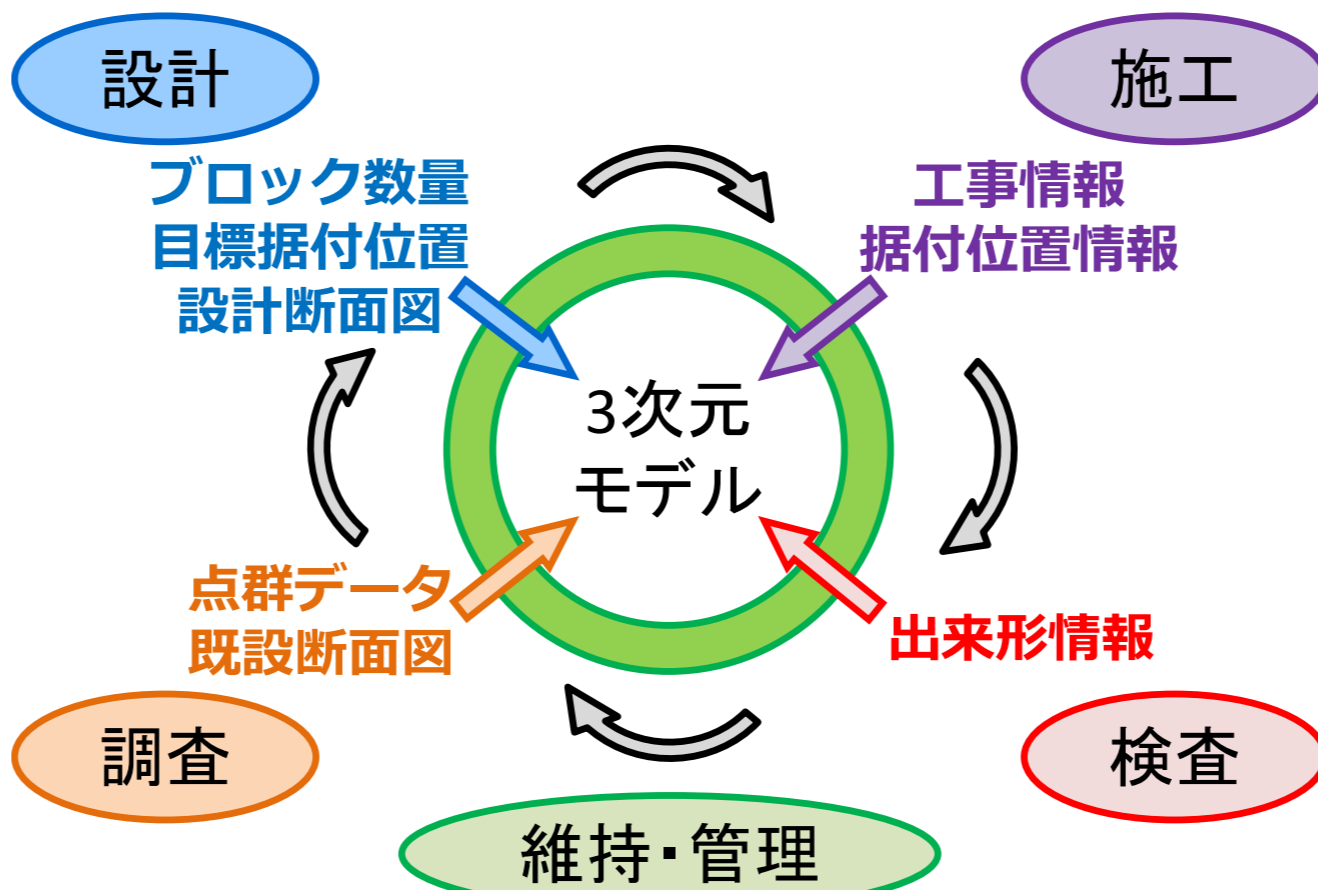 設計
施工
ブロック数量
目標据付位置
設計断面図
工事情報
据付位置情報
3次元
モデル
点群データ
既設断面図
出来形情報
調査
検査
維持・管理